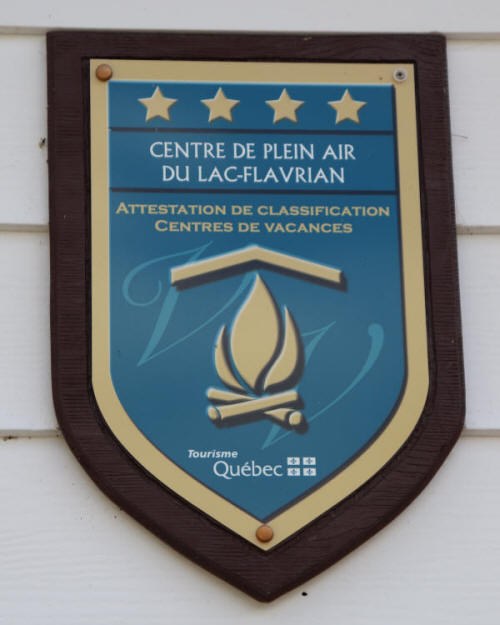 CENTRE DE PLEIN AIR
DU LAC-FLAVRIAN
ATTESTATION DE CLASSIFICATION
CENTRES DE VACANCES
Tourisme
Québec